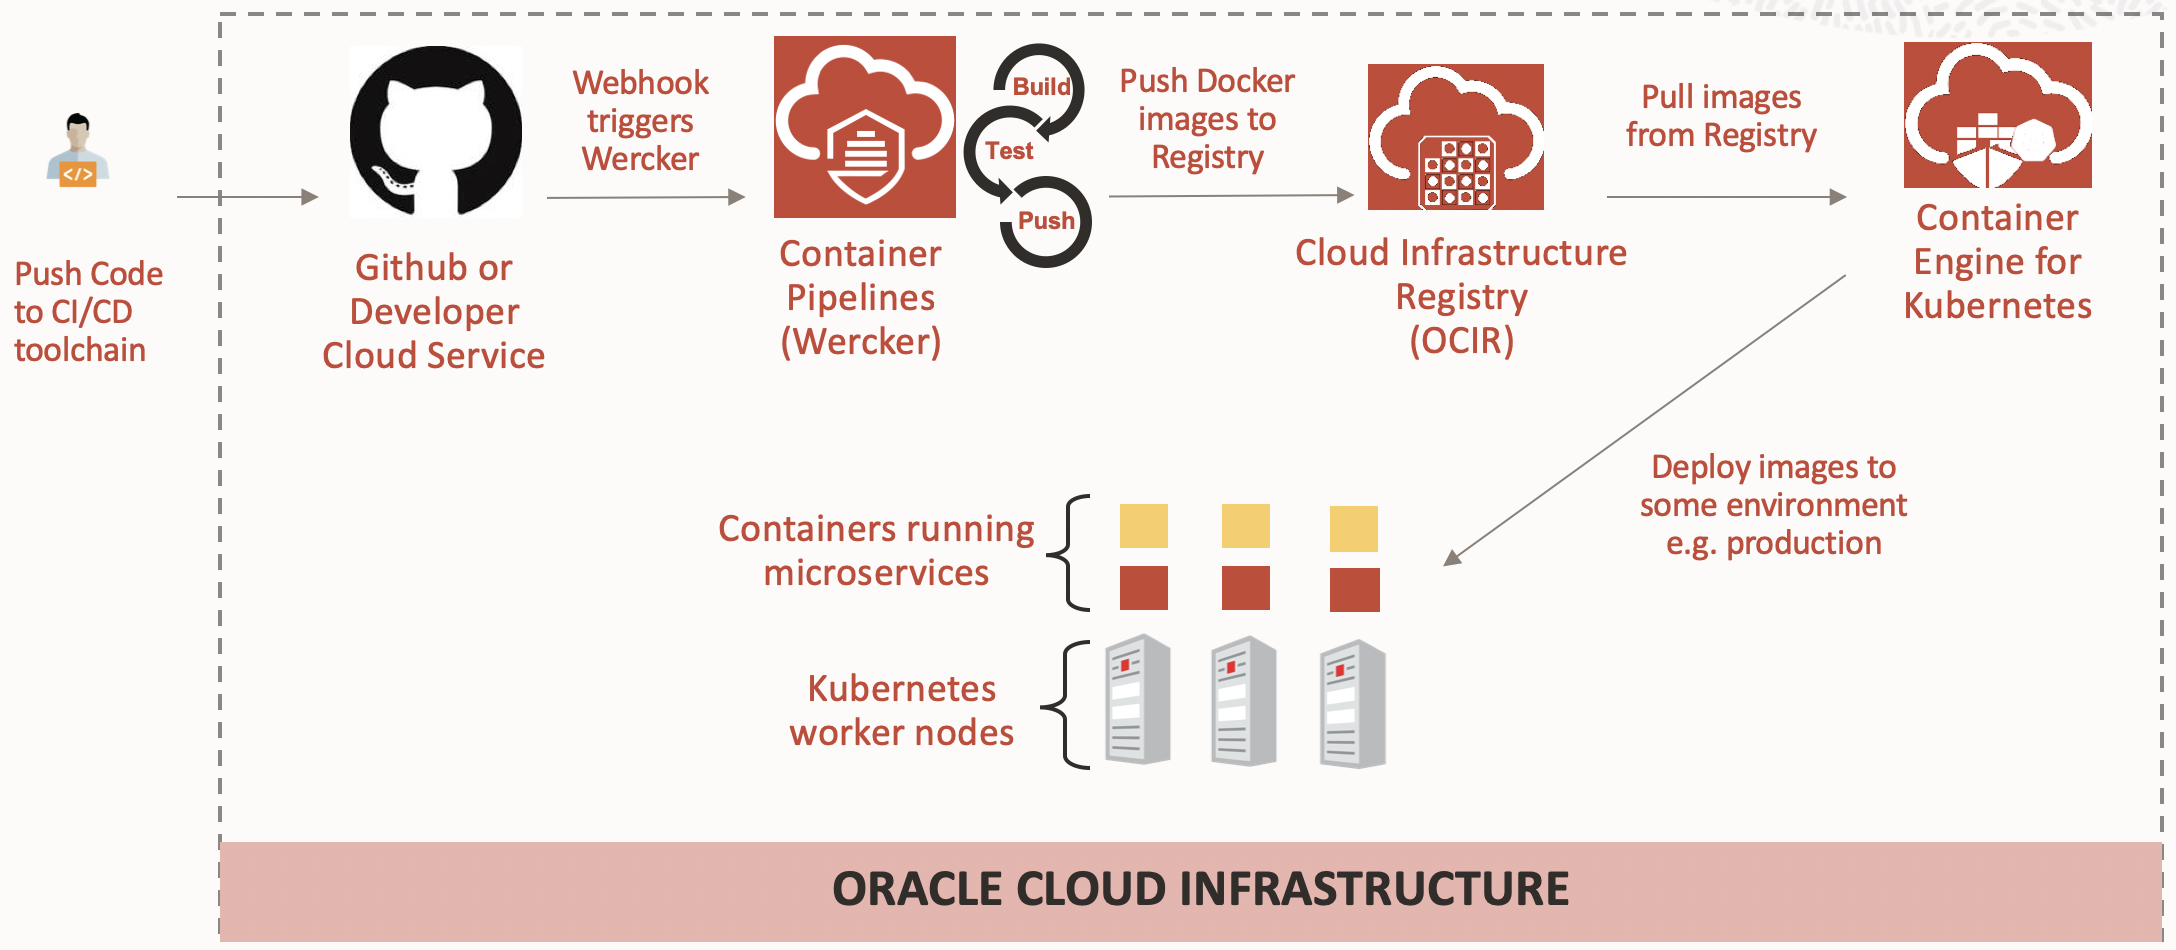 Push Code
to CI/CD
toolchain
</>
Github or
Developer
Cloud Service
Webhook
triggers
Wercker
Container
Pipelines
(Wercker)
Build
Test
Push
Push Docker
images to
Registry
Cloud Infrastructure
Registry
(OCIR)
Pull images
from Registry
Container
Engine for
Kubernetes
Deploy images to
some environment
e.g. production
Containers running
microservices
Kubernetes
worker nodes
ORACLE CLOUD INFRASTRUCTURE